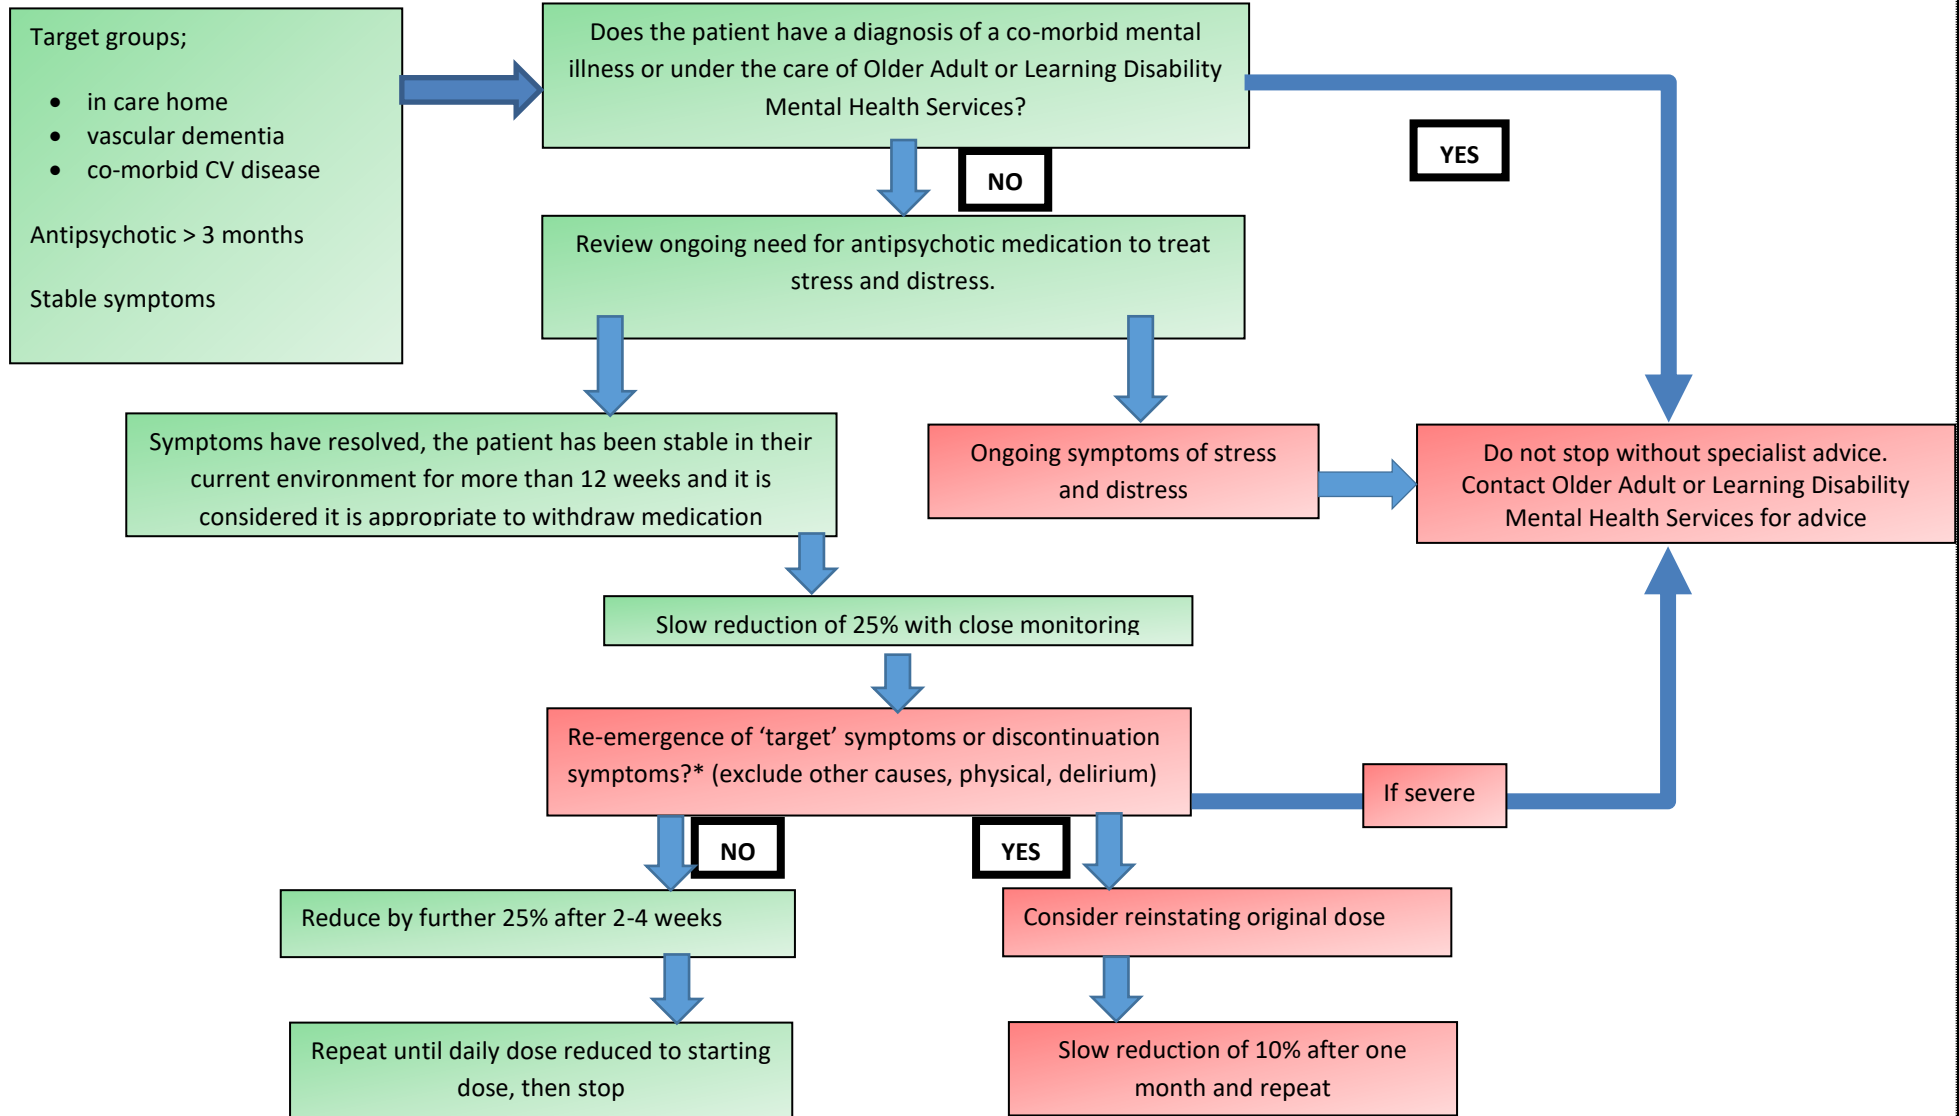 Target groups;
• in care home
• vascular dementia
• co-morbid CV disease
Antipsychotic > 3 months
Stable symptoms
Does the patient have a diagnosis of a co-morbid mental
illness or under the care of Older Adult or Learning Disability
Mental Health Services?
YES
NO
Review ongoing need for antipsychotic medication to treat
stress and distress.
Symptoms have resolved, the patient has been stable in their
current environment for more than 12 weeks and it is
considered it is appropriate to withdraw medication
Ongoing symptoms of stress
and distress
Do not stop without specialist advice.
Contact Older Adult or Learning Disability
Mental Health Services for advice
Slow reduction of 25% with close monitoring
Re-emergence of ‘target’ symptoms or discontinuation
symptoms?* (exclude other causes, physical, delirium)
If severe
NO
YES
Reduce by further 25% after 2-4 weeks
Consider reinstating original dose
Repeat until daily dose reduced to starting
dose, then stop
Slow reduction of 10% after one
month and repeat